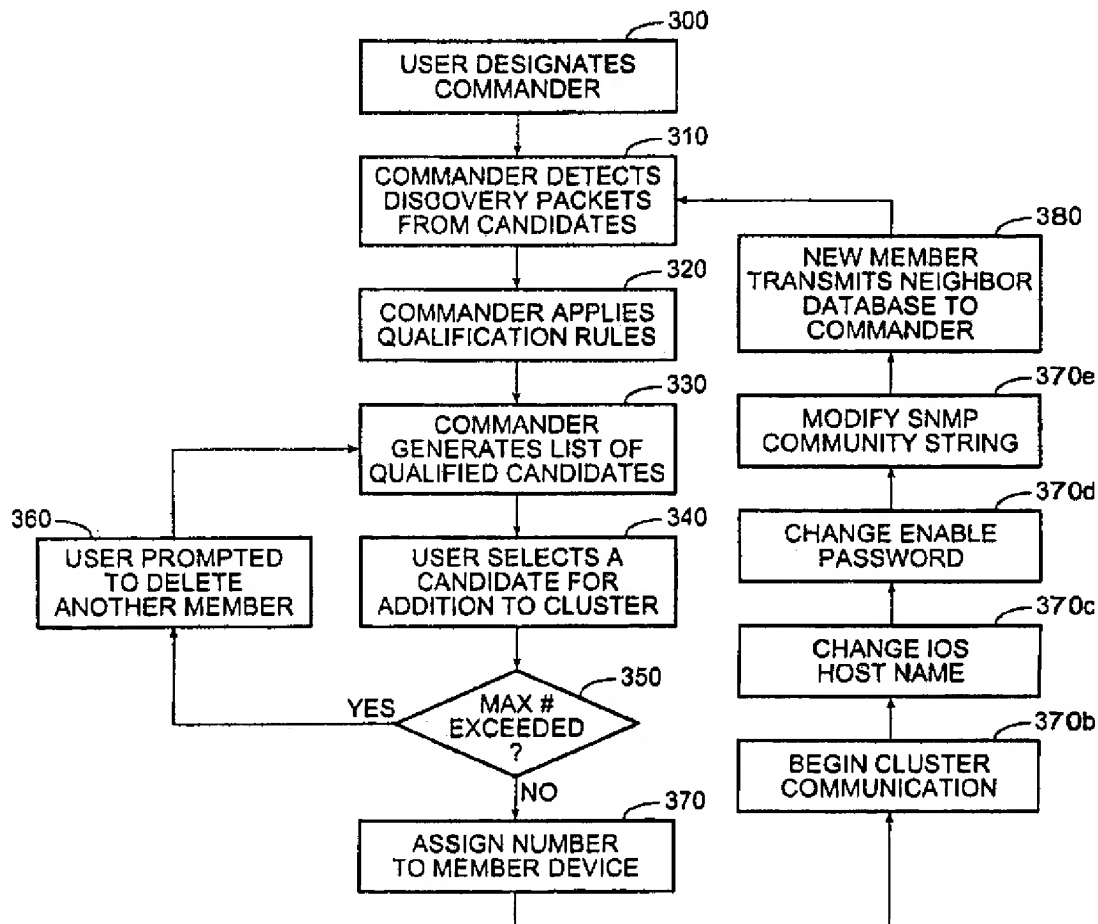 300
USER DESIGNATES
COMMANDER
310
COMMANDER DETECTS
DISCOVERY PACKETS
FROM CANDIDATES
320
COMMANDER APPLIES
QUALIFICATION RULES
330
COMMANDER
GENERATES LIST OF
QUALIFIED CANDIDATES
340
USER SELECTS A
CANDIDATE FOR
ADDITION TO CLUSTER
350
MAX #
EXCEEDED
?
YES
360
USER PROMPTED
TO DELETE
ANOTHER MEMBER
NO
370
ASSIGN NUMBER
TO MEMBER DEVICE
370b
BEGIN CLUSTER
COMMUNICATION
370c
CHANGE IOS
HOST NAME
370d
CHANGE ENABLE
PASSWORD
370e
MODIFY SNMP
COMMUNITY STRING
380
NEW MEMBER
TRANSMITS NEIGHBOR
DATABASE TO
COMMANDER